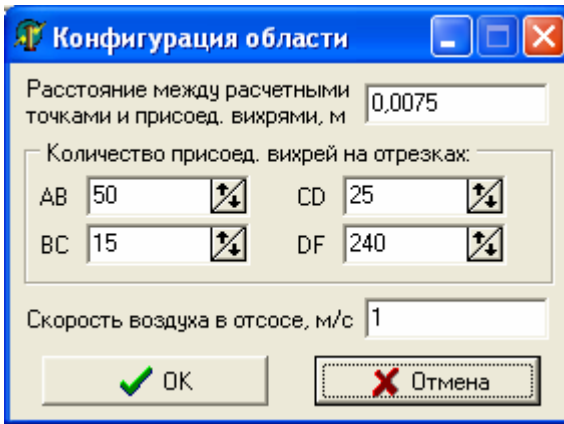 Конфигурация области
Расстояние между расчетными
точками и присоед. вихрями, м 0,0075
Количество присоед. вихрей на отрезках:
AB 50 CD 25
BC 15 DF 240
Скорость воздуха в отсосе, м/с 1
OK Отмена